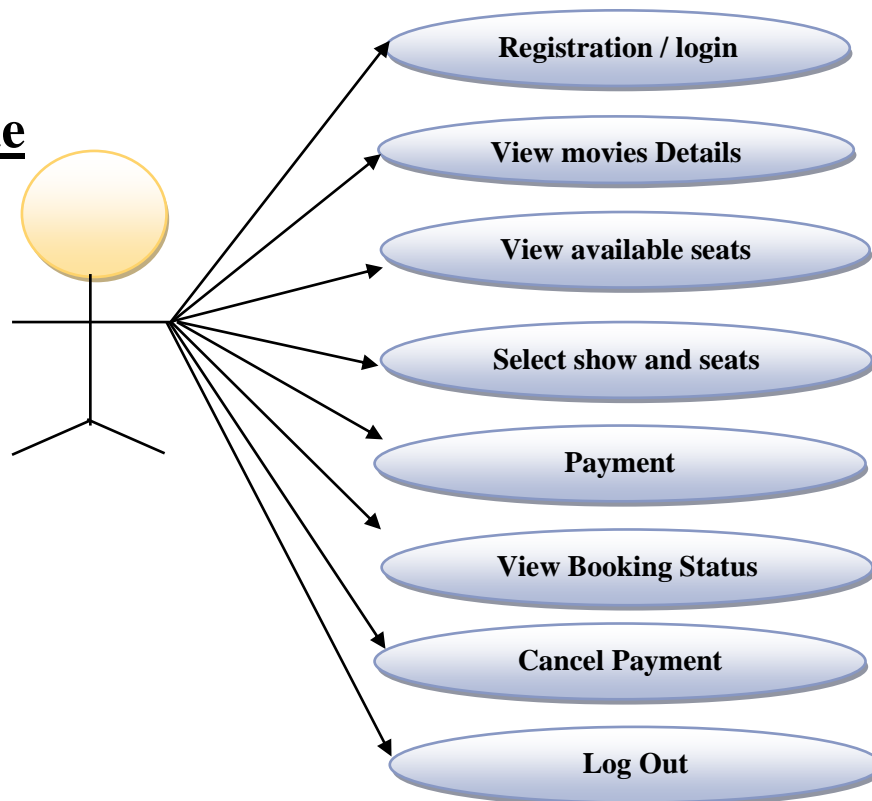 Registration / login
View movies Details
View available seats
Select show and seats
Payment
View Booking Status
Cancel Payment
Log Out